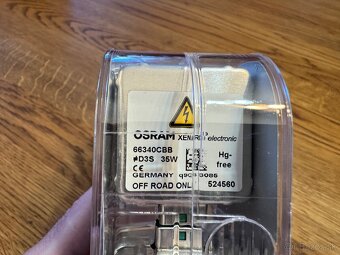 OSRAM XENARC® electronic
66340CBB
≠D3S 35W
Hg-
free
CE
GERMANY
OFF ROAD ONLY 524560